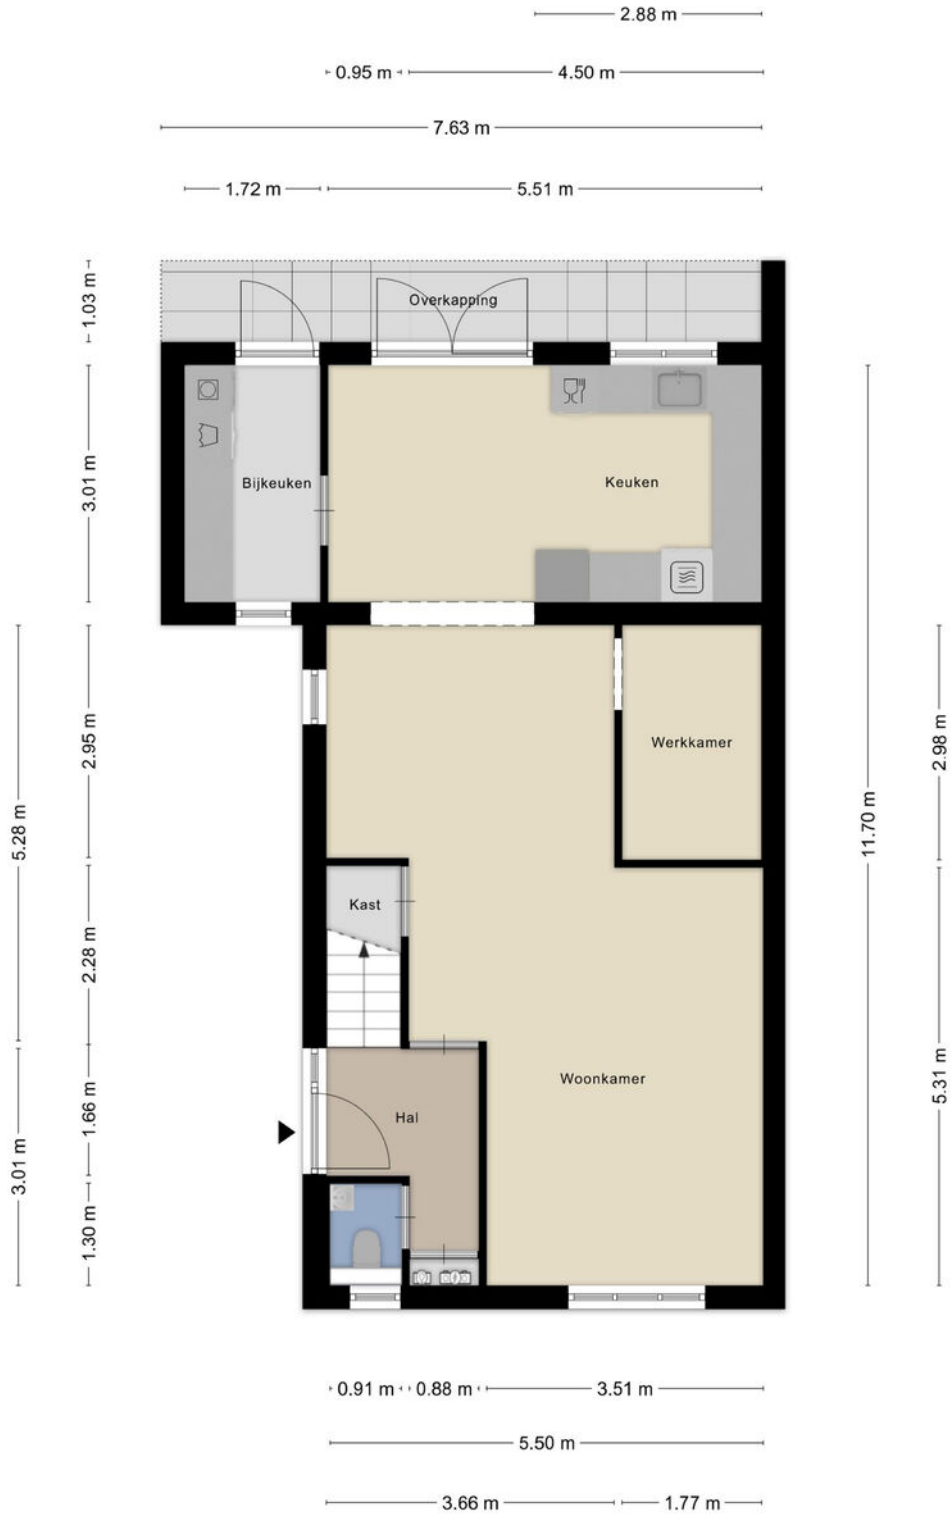 2.88 m
0.95 m
4.50 m
7.63 m
1.72 m
5.51 m
1.03 m
Overkapping
3.01 m
Bijkeuken
Keuken
5.28 m
2.95 m
Werkkamer
2.98 m
11.70 m
Kast
2.28 m
Woonkamer
5.31 m
3.01 m
1.66 m
Hal
1.30 m
0.91 m
0.88 m
3.51 m
5.50 m
3.66 m
1.77 m